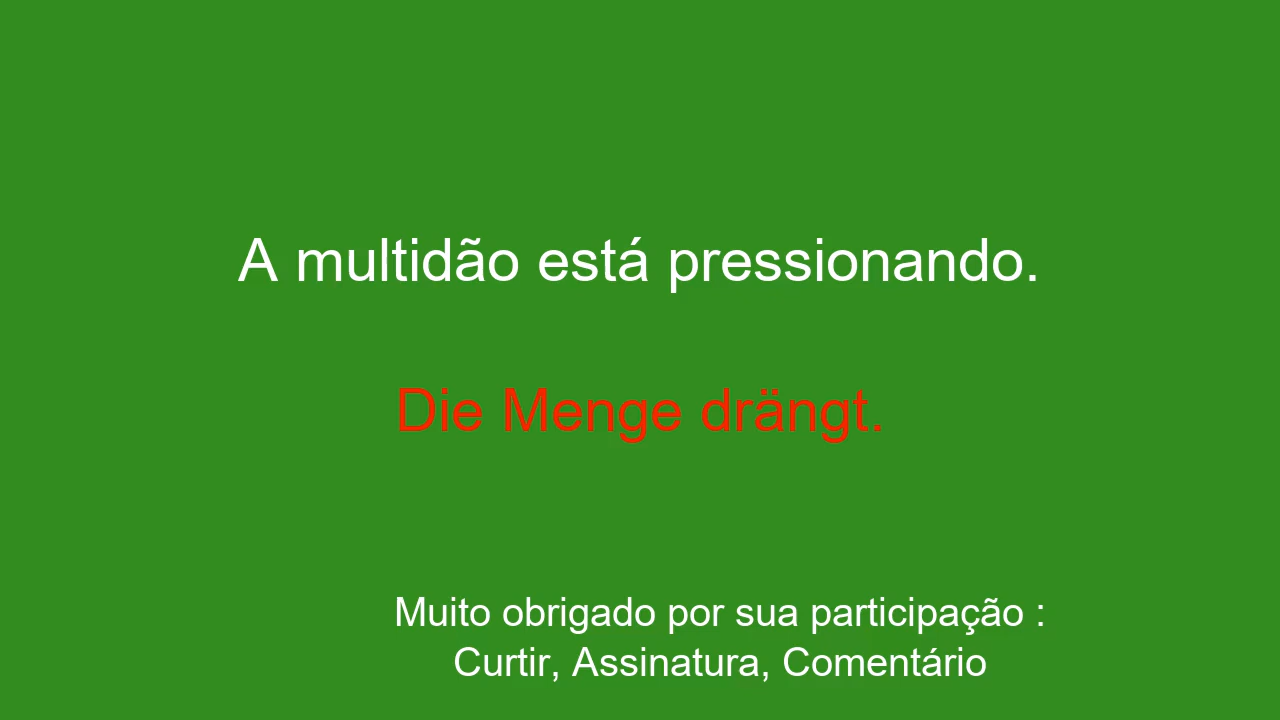 A multidão está pressionando.
Die Menge drängt.
Muito obrigado por sua participação :
Curtir, Assinatura, Comentário